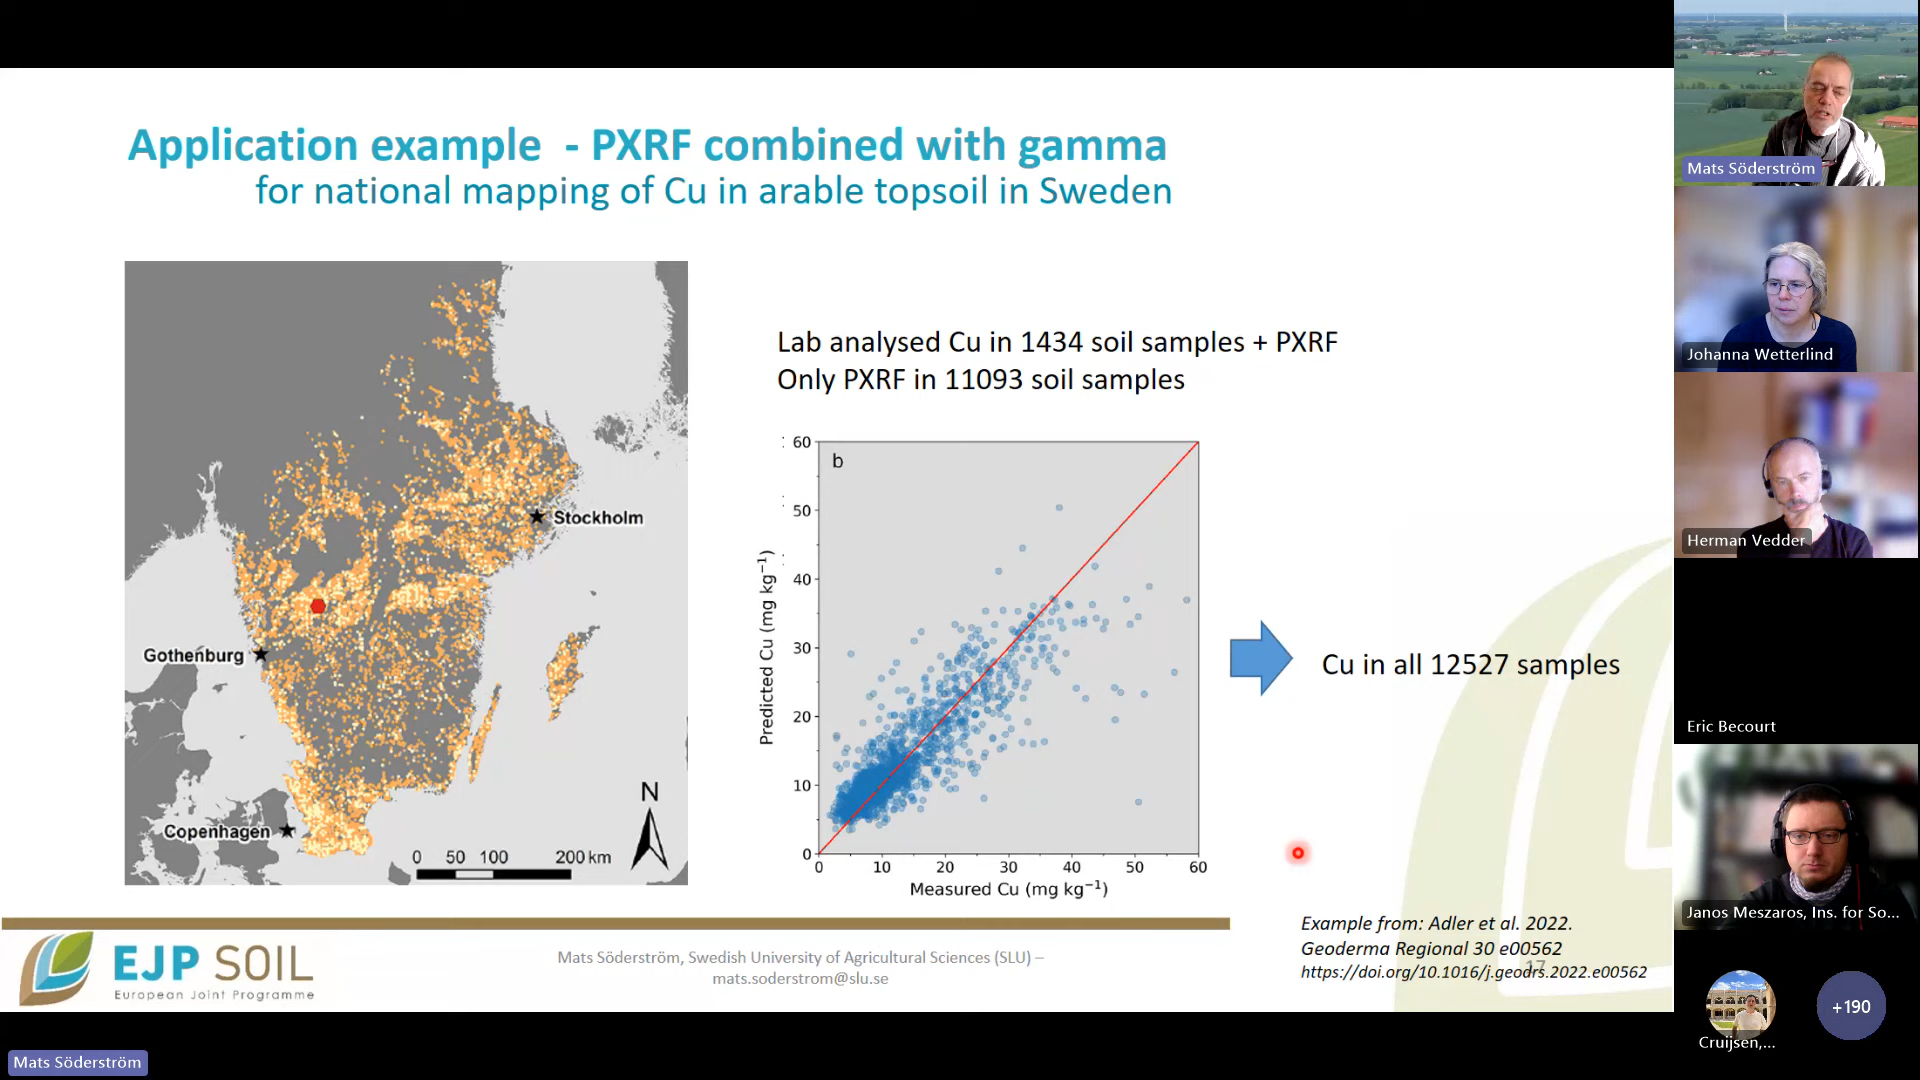 Application example - PXRF combined with gamma
for national mapping of Cu in arable topsoil in Sweden
Stockholm
Gothenburg
Copenhagen
N
0 50 100 200 km
Lab analysed Cu in 1434 soil samples + PXRF
Only PXRF in 11093 soil samples
b
60
50
40
30
20
10
0
Predicted Cu (mg kg⁻¹)
0 10 20 30 40 50 60
Measured Cu (mg kg⁻¹)
Cu in all 12527 samples
Example from: Adler et al. 2022.
Geoderma Regional 30 e00562
https://doi.org/10.1016/j.geodrs.2022.e00562
17
EJP SOIL
European Joint Programme
Mats Söderström, Swedish University of Agricultural Sciences (SLU) –
mats.soderstrom@slu.se
Mats Söderström
Mats Söderström
Johanna Wetterlind
Herman Vedder
Eric Becourt
Janos Meszaros, Ins. for So...
Cruijsen,...
+190